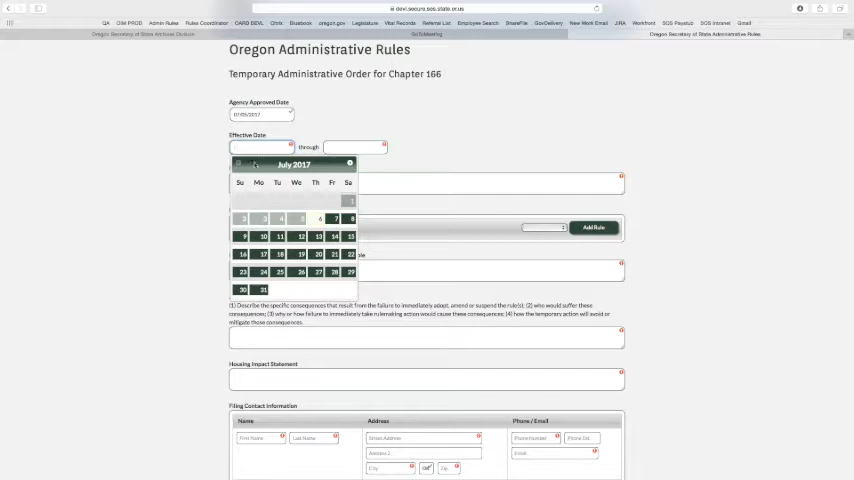 devl.secure.sos.state.or.us
QA OIM PROD Admin Rules Rules Coordinator CARD DEVL Citrix Bluebook oregon.gov Legislature Vital Records Referral List Employee Search ShareFile GovDelivery New Work Email JIRA Workfront SOS Paystub SOS Intranet Gmail
Oregon Secretary of State Archives Division GoToMeeting Oregon Secretary of State Administrative Rules
Oregon Administrative Rules
Temporary Administrative Order for Chapter 166
Agency Approved Date
07/05/2017
Effective Date
through
July 2017
Su Mo Tu We Th Fr Sa
1
2 3 4 5 6 7 8
9 10 11 12 13 14 15
16 17 18 19 20 21 22
23 24 25 26 27 28 29
30 31
Add Rule
(1) Describe the specific consequences that result from the failure to immediately adopt, amend or suspend the rule(s); (2) who would suffer these
consequences; (3) why or how failure to immediately take rulemaking action would cause these consequences; (4) how the temporary action will avoid or
mitigate those consequences.
Housing Impact Statement
Filing Contact Information
Name Address Phone / Email
First Name Last Name Street Address Phone Number Phone Ext.
Address 2 Email
City Zip